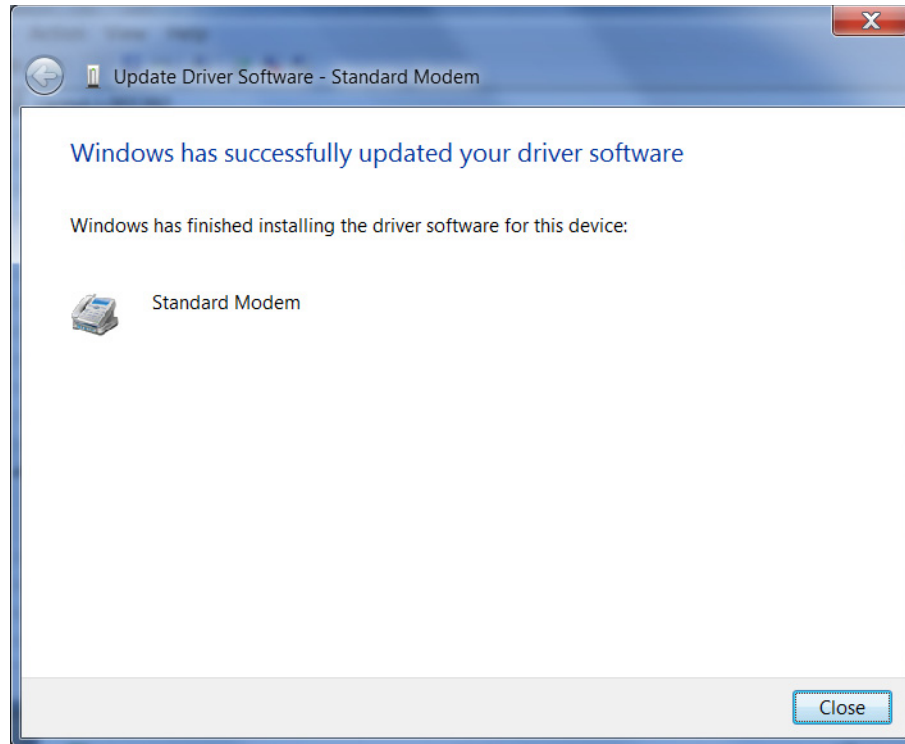 Update Driver Software - Standard Modem
Windows has successfully updated your driver software
Windows has finished installing the driver software for this device:
Standard Modem
Close